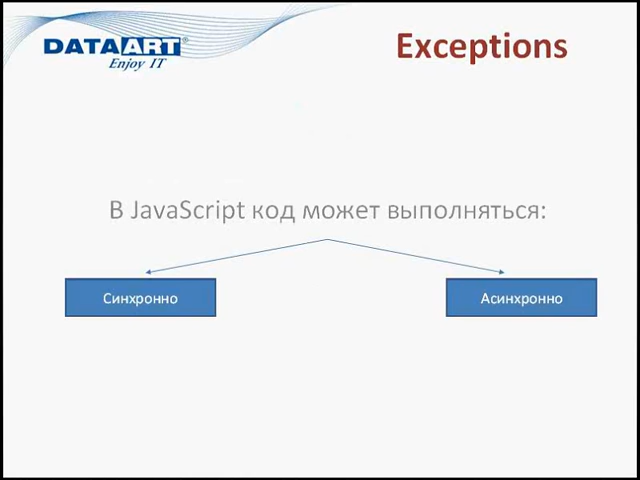 DATAART®
Enjoy IT
Exceptions
В JavaScript код может выполняться:
Синхронно
Асинхронно